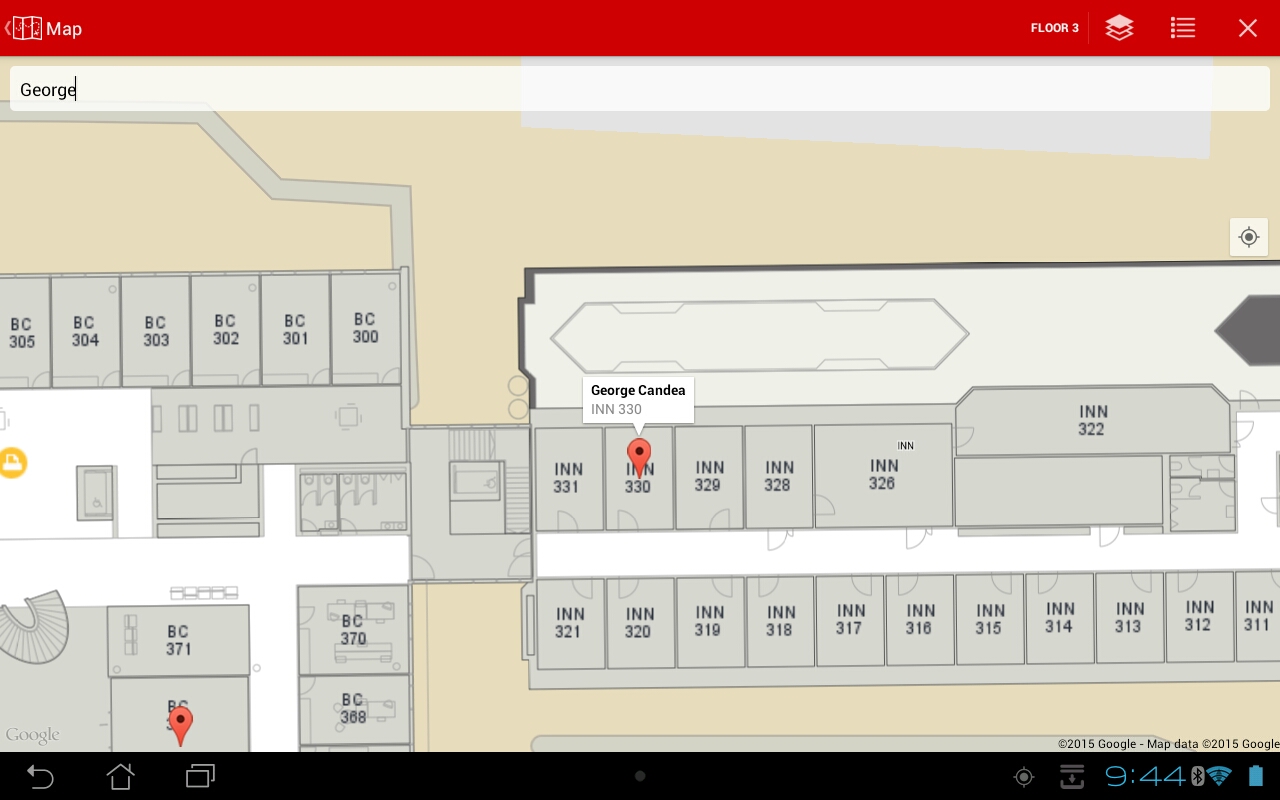 Map
FLOOR 3
George
BC
305
BC
304
BC
303
BC
302
BC
301
BC
300
George Candea
INN 330
INN
322
INN
331
INN
330
INN
329
INN
328
INN
326
INN
INN
321
INN
320
INN
319
INN
318
INN
317
INN
316
INN
315
INN
314
INN
313
INN
312
INN
311
BC
371
BC
370
BC
368
BC
Google
©2015 Google - Map data ©2015 Google
9:44